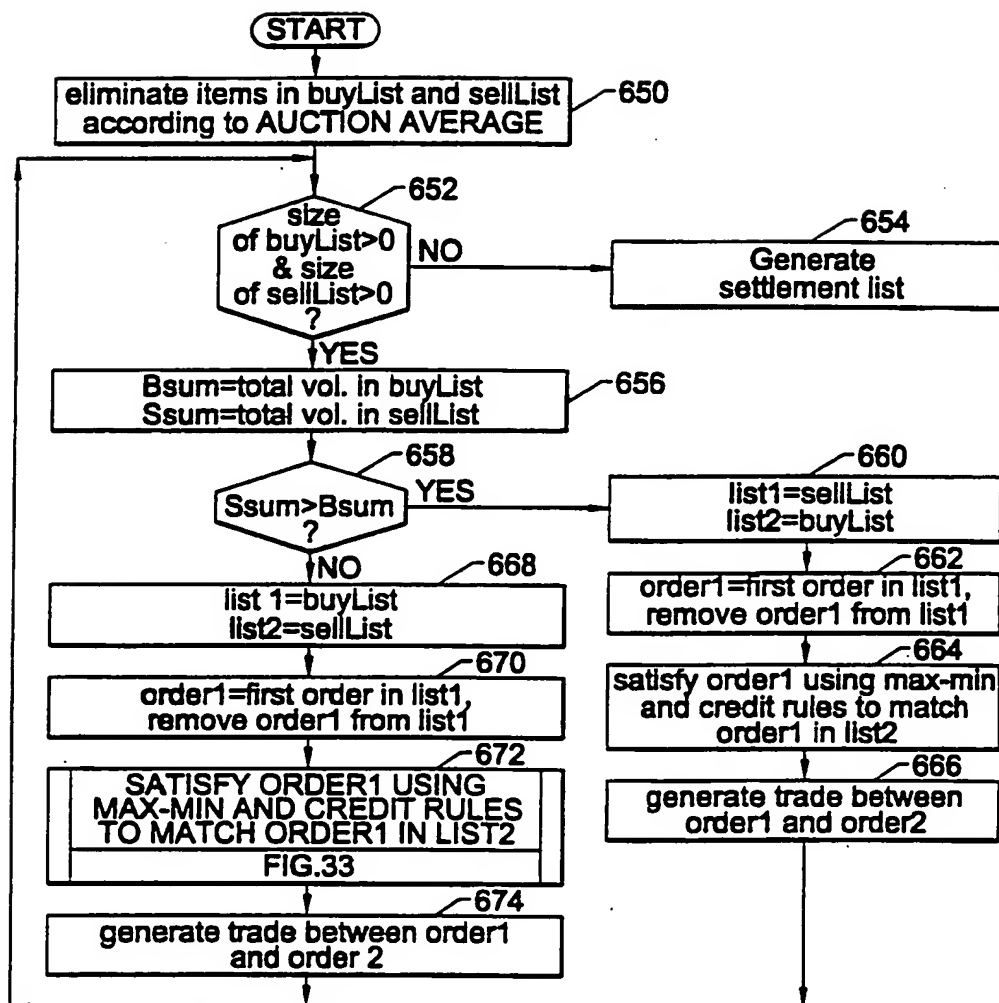 START
eliminate items in buyList and sellList
according to AUCTION AVERAGE
650
652
size
of buyList>0
& size
of sellList>0
?
NO
654
Generate
settlement list
YES
Bsum=total vol. in buyList
Ssum=total vol. in sellList
656
658
Ssum>Bsum
?
YES
660
list1=sellList
list2=buyList
NO
662
order1=first order in list1,
remove order1 from list1
668
list 1=buyList
list2=sellList
664
satisfy order1 using max-min
and credit rules to match
order1 in list2
670
order1=first order in list1,
remove order1 from list1
666
generate trade between
order1 and order2
672
SATISFY ORDER1 USING
MAX-MIN AND CREDIT RULES
TO MATCH ORDER1 IN LIST2
FIG.33
674
generate trade between order1
and order 2